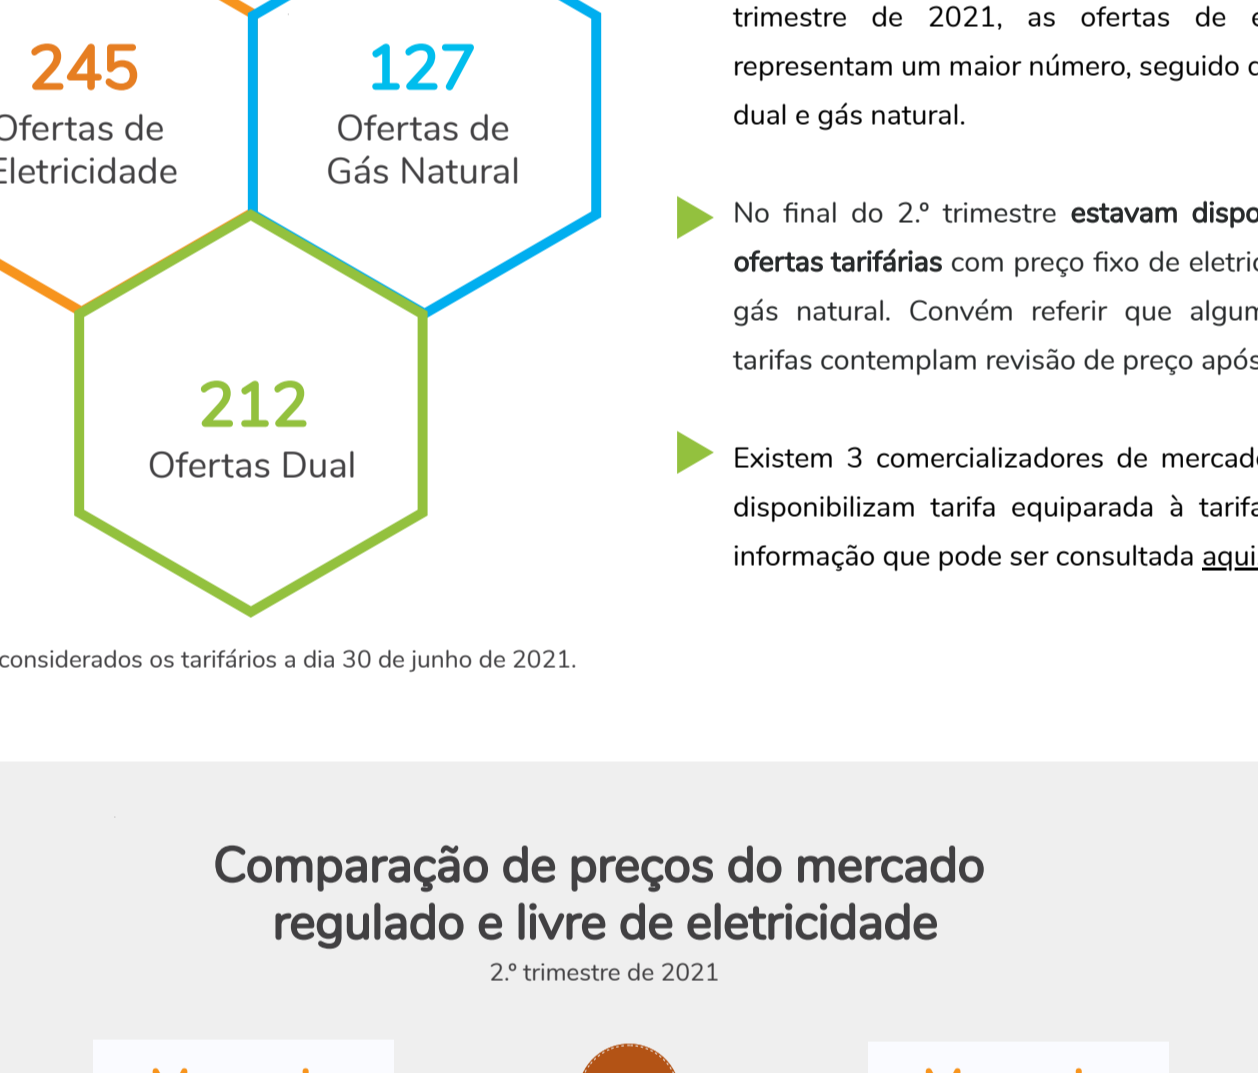 245
Ofertas de
Eletricidade
127
Ofertas de
Gás Natural
212
Ofertas Dual
considerados os tarifários a dia 30 de junho de 2021.
trimestre de 2021, as ofertas de
representam um maior número, seguido
dual e gás natural.
No final do 2.º trimestre estavam
ofertas tarifárias com preço fixo de
gás natural. Convém referir que
tarifas contemplam revisão de preço após
Existem 3 comercializadores de
disponibilizam tarifa equiparada à
informação que pode ser consultada aqui
Comparação de preços do mercado
regulado e livre de eletricidade
2.º trimestre de 2021